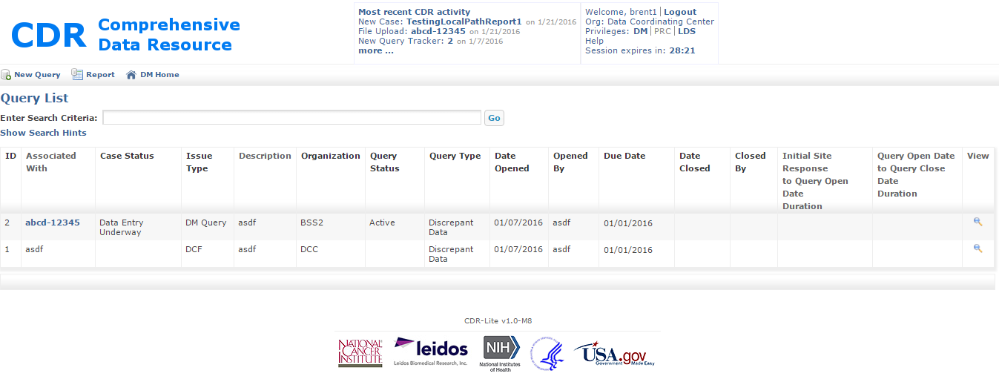 CDR Comprehensive
Data Resource
Most recent CDR activity
New Case: TestingLocalPathReport1 on 1/21/2016
File Upload: abcd-12345 on 1/21/2016
New Query Tracker: 2 on 1/7/2016
more ...
Welcome, brent1 | Logout
Org: Data Coordinating Center
Privileges: DM | PRC | LDS
Help
Session expires in: 28:21
New Query Report DM Home
Query List
Enter Search Criteria: Go
Show Search Hints
ID Associated Case Status Issue Description Organization Query Query Type Date Opened Due Date Date Closed Initial Site Query Open Date View
With Type Status Opened By Closed By Response to Query Close
to Query Open Date
Date Duration
Duration
2 abcd-12345 Data Entry DM Query asdf BSS2 Active Discrepant 01/07/2016 asdf 01/01/2016
Underway Data
1 asdf DCF asdf DCC Discrepant 01/07/2016 asdf 01/01/2016
Data
CDR-Lite v1.0-M8
NATIONAL
CANCER
INSTITUTE
leidos
Leidos Biomedical Research, Inc.
NIH
National Institutes
of Health
USA.gov
Government Made Easy